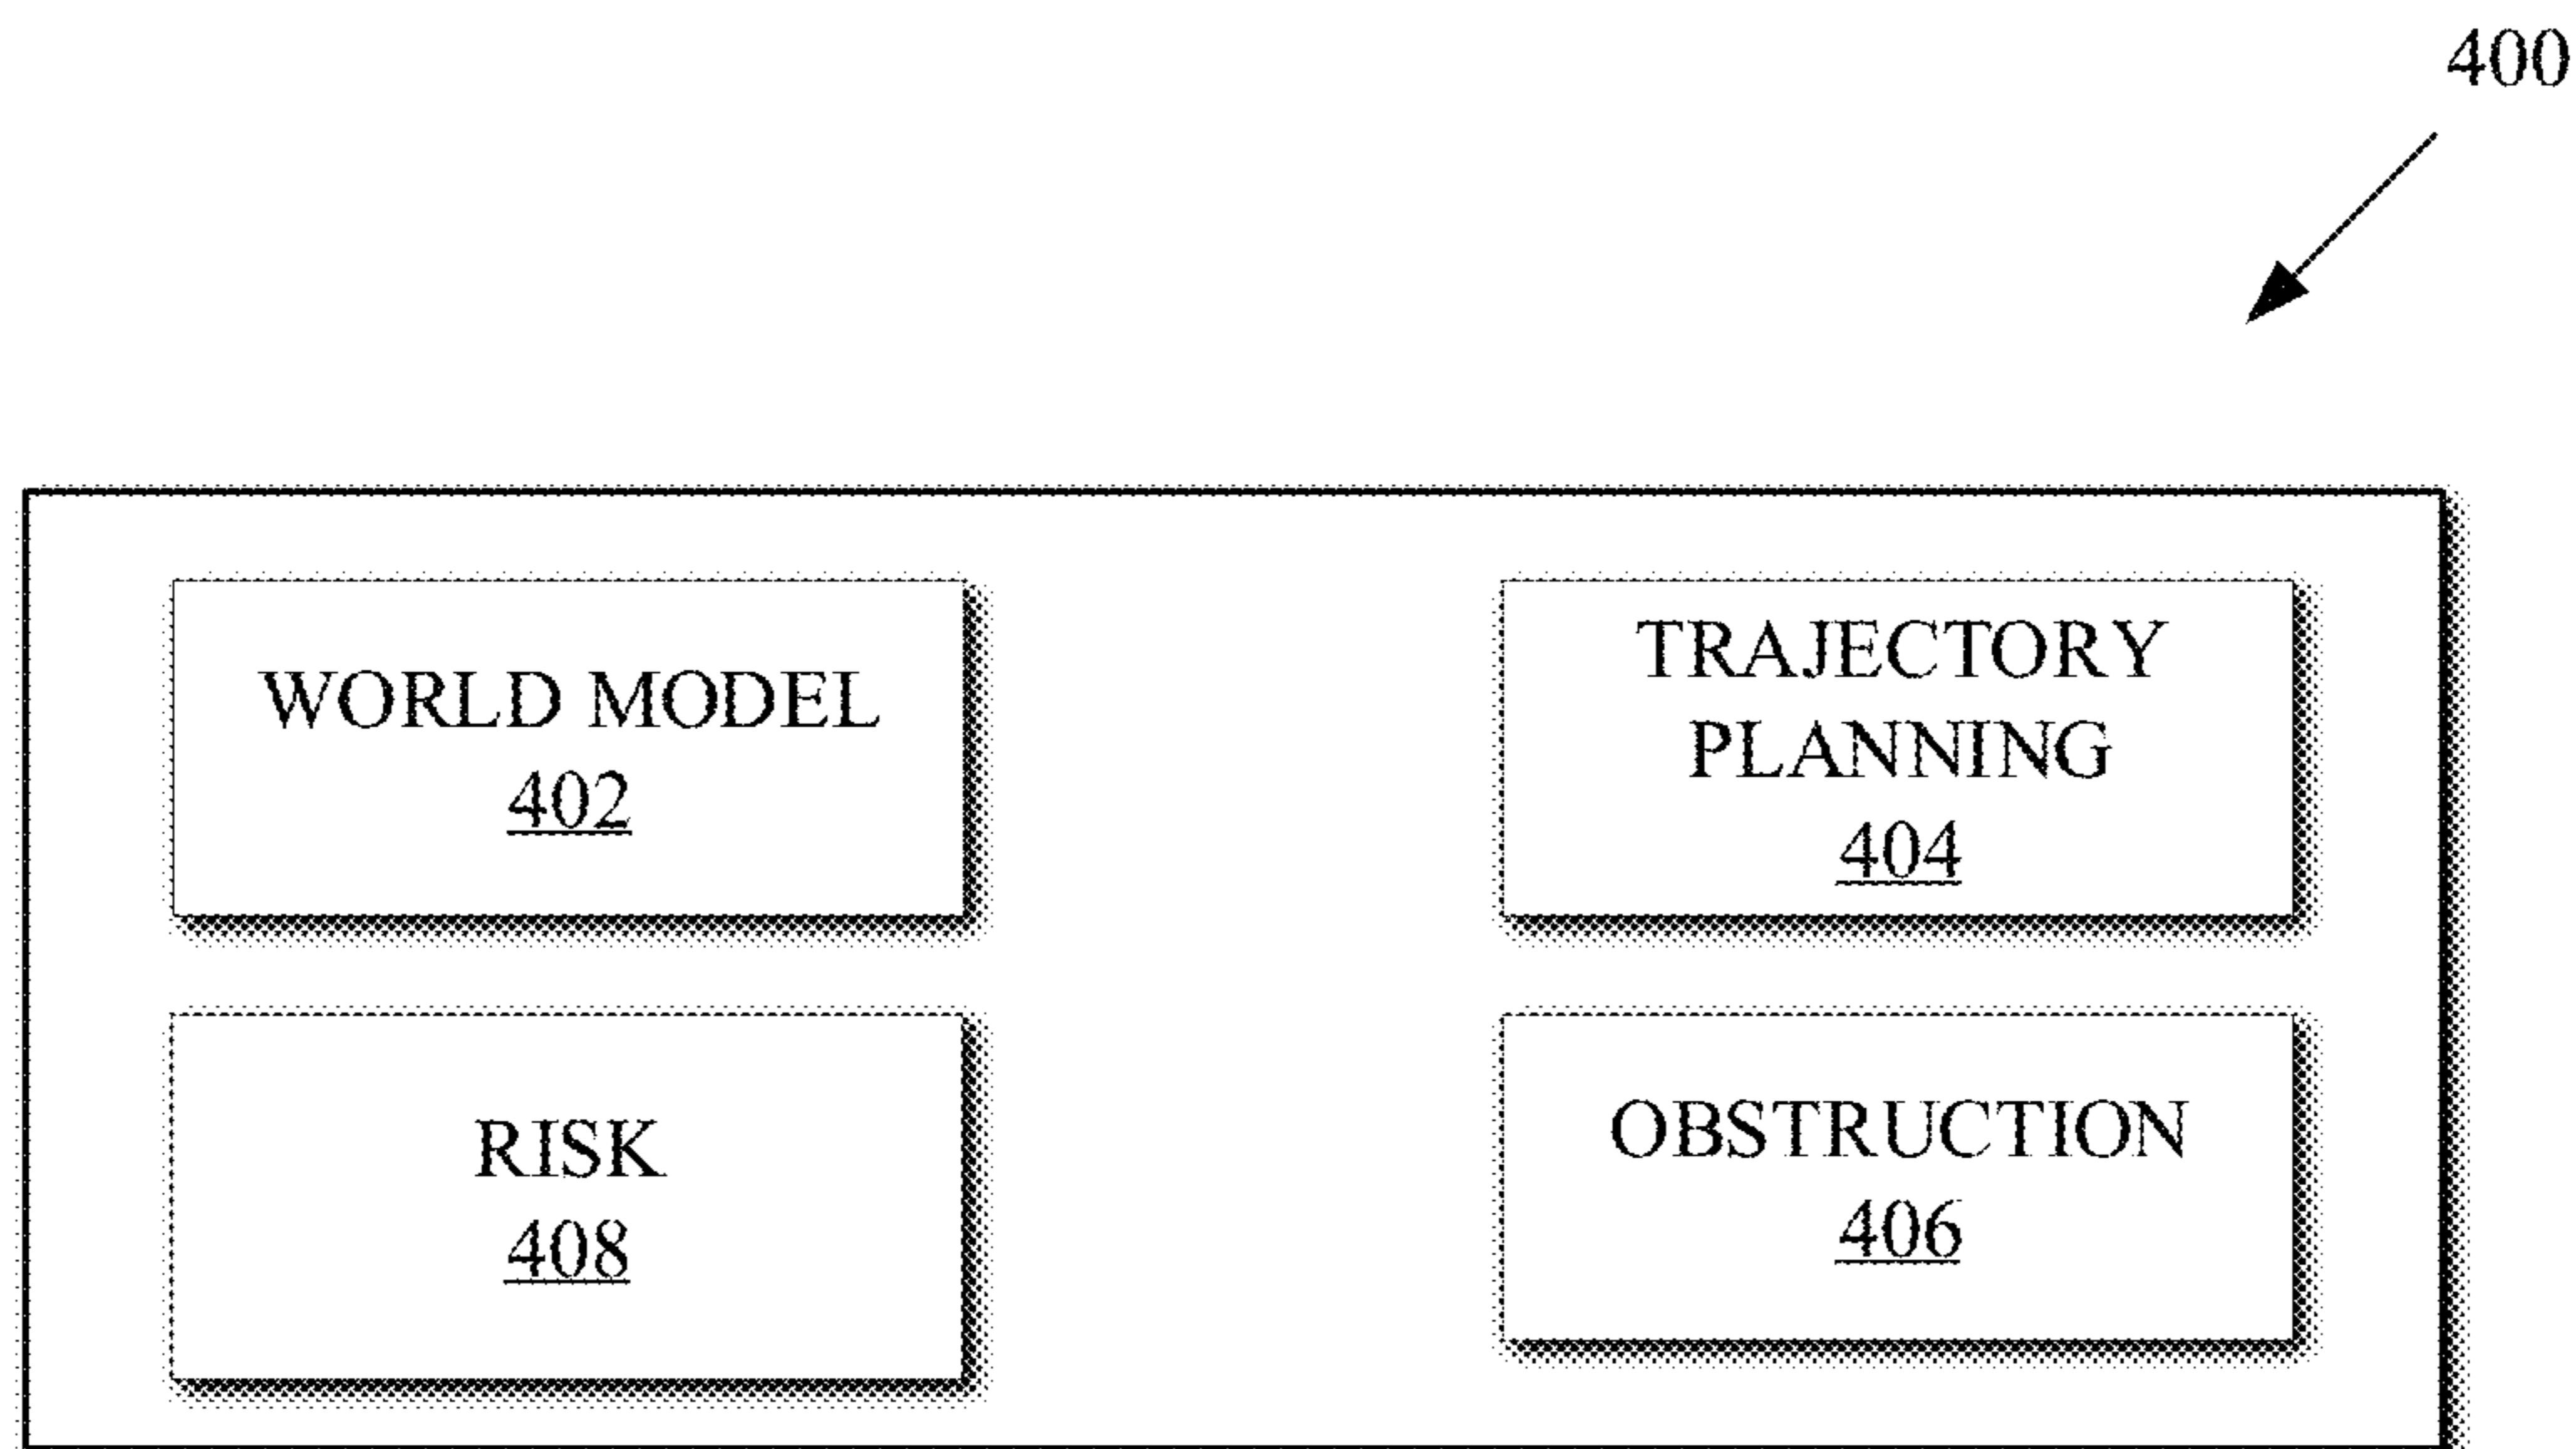 400
WORLD MODEL
402
TRAJECTORY
PLANNING
404
RISK
408
OBSTRUCTION
406